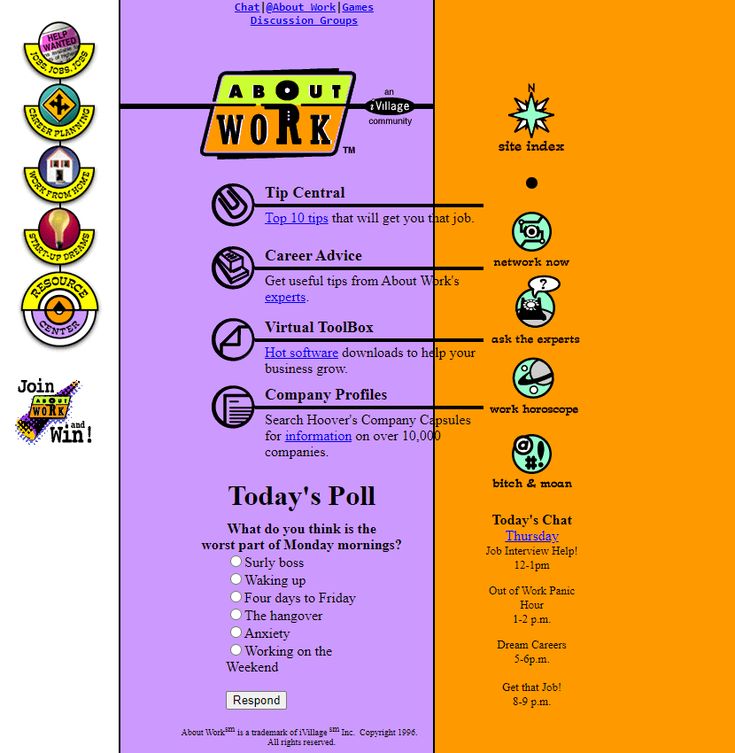 Chat|@About Work|Games
Discussion Groups
HELP
WANTED
JOBS, JOBS, JOBS
CAREER PLANNING
WORK FROM HOME
START-UP DREAMS
RESOURCE
CENTER
Join
ABOUT
WORK
and
Win!
ABOUT
WORK
TM
an
iVillage
community
Tip Central
Top 10 tips that will get you that job.
Career Advice
Get useful tips from About Work's
experts.
Virtual ToolBox
Hot software downloads to help your
business grow.
Company Profiles
Search Hoover's Company Capsules
for information on over 10,000
companies.
Today's Poll
What do you think is the
worst part of Monday mornings?
Surly boss
Waking up
Four days to Friday
The hangover
Anxiety
Working on the
Weekend
Respond
About Work sm is a trademark of iVillage sm Inc. Copyright 1996.
All rights reserved.
N
site index
network now
?
ask the experts
work horoscope
@
#!
bitch & moan
Today's Chat
Thursday
Job Interview Help!
12-1pm
Out of Work Panic
Hour
1-2 p.m.
Dream Careers
5-6p.m.
Get that Job!
8-9 p.m.